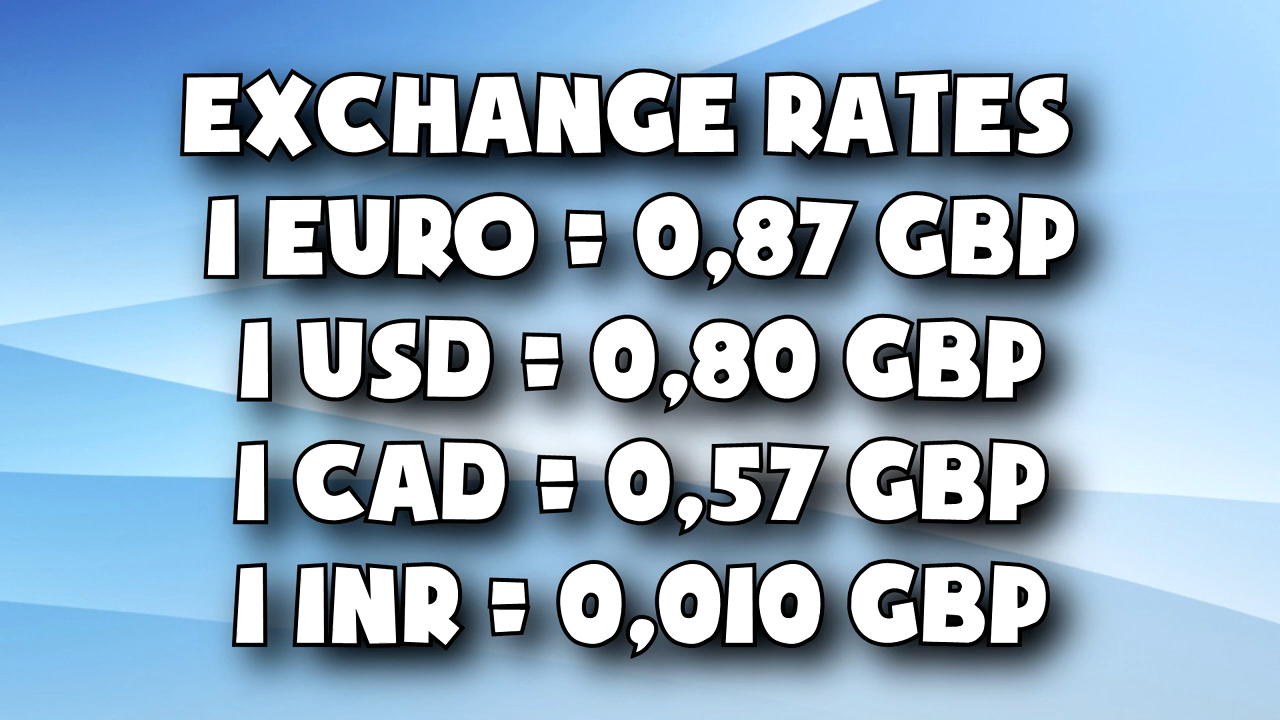 EXCHANGE RATES
1 EURO = 0,87 GBP
1 USD = 0,80 GBP
1 CAD = 0,57 GBP
1 INR = 0,010 GBP